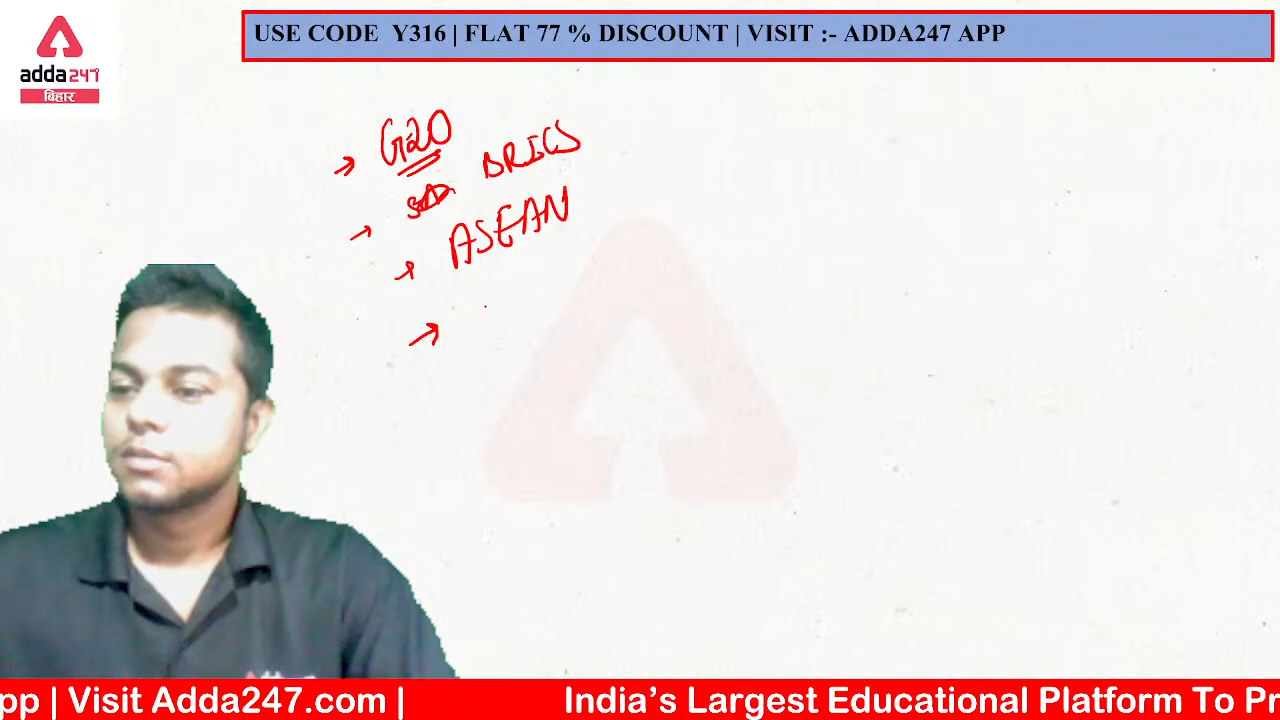 USE CODE Y316 | FLAT 77 % DISCOUNT | VISIT :- ADDA247 APP
adda247
बिहार
G20
BRICS
ASEAN
pp | Visit Adda247.com |
India's Largest Educational Platform To Pr